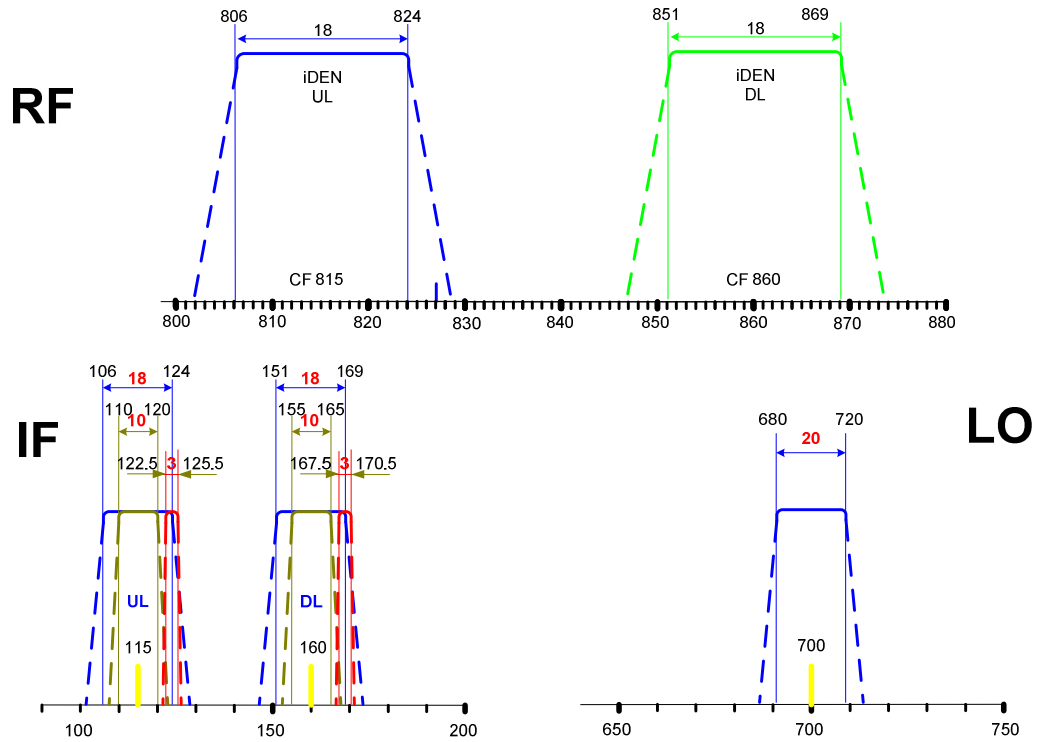 806 824 851 869
18 18
iDEN
UL
iDEN
DL
RF
CF 815 CF 860
800 810 820 830 840 850 860 870 880
106 18 124 151 18 169
110 120 155 165
10 10
680 720
20
IF
LO
122.5 3 125.5 167.5 3 170.5
UL DL
115 160 700
100 150 200 650 700 750